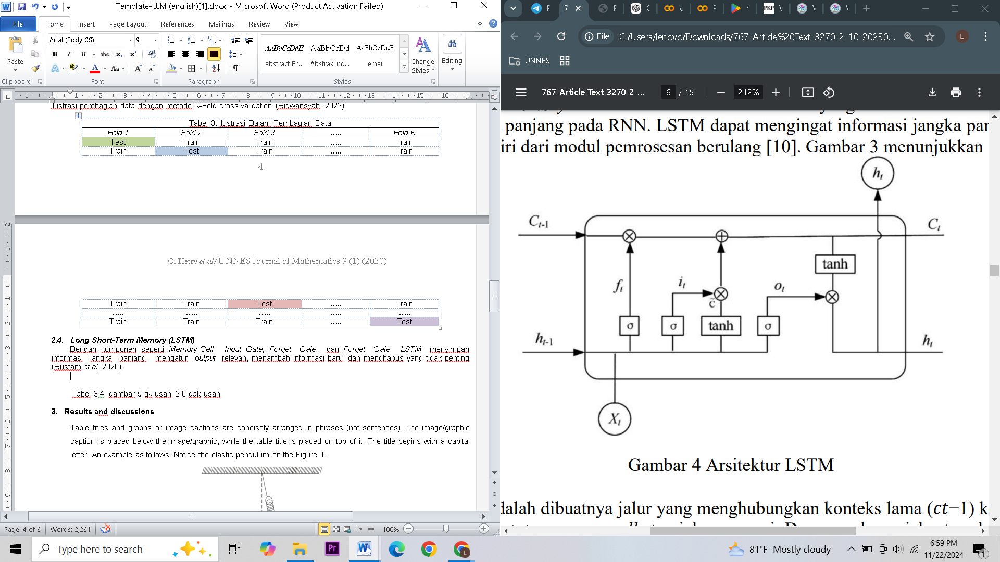 Template-UJM (english)[1].docx - Microsoft Word (Product Activation Failed)
File Home Insert Page Layout References Mailings Review View
Arial (Body CS) 9
Paste
B I U abc x₂ x²
AaBbCcDdE AaBbCcDd AaBbCcDdE
abstract En... Abstrak ind... email
Change Styles
Editing
Clipboard Font Paragraph Styles
ilustrasi pembagian data dengan metode K-Fold cross validation (Ridwansyah, 2022).
Tabel 3. Ilustrasi Dalam Pembagian Data
Fold 1 Fold 2 Fold 3 ..... Fold K
Test Train Train ..... Train
Train Test Train ..... Train
4
O. Hetty et al/ UNNES Journal of Mathematics 9 (1) (2020)
Train Train Test ..... Train
..... ..... ..... ..... .....
Train Train Train ..... Test
2.4. Long Short-Term Memory (LSTM)
Dengan komponen seperti Memory-Cell, Input Gate, Forget Gate, dan Forget Gate, LSTM menyimpan
informasi jangka panjang, mengatur output relevan, menambah informasi baru, dan menghapus yang tidak penting
(Rustam et al, 2020).
Tabel 3,4 gambar 5 gk usah 2.6 gak usah
3. Results and discussions
Table titles and graphs or image captions are concisely arranged in phrases (not sentences). The image/graphic
caption is placed below the image/graphic, while the table title is placed on top of it. The title begins with a capital
letter. An example as follows. Notice the elastic pendulum on the Figure 1.
Page: 4 of 6 Words: 2,261 100%
File C:/Users/lenovo/Downloads/767-Article%20Text-3270-2-10-20230...
UNNES
767-Article Text-3270-2-... 6 / 15 212%
panjang pada RNN. LSTM dapat mengingat informasi jangka par
iri dari modul pemrosesan berulang [10]. Gambar 3 menunjukkan
hₜ
Cₜ₋₁ Cₜ
tanh
fₜ iₜ oₜ
c̃
σ σ tanh σ
hₜ₋₁ hₜ
Xₜ
Gambar 4 Arsitektur LSTM
dalah dibuatnya jalur yang menghubungkan konteks lama (ct−1) k
Type here to search
81°F Mostly cloudy
6:59 PM
11/22/2024